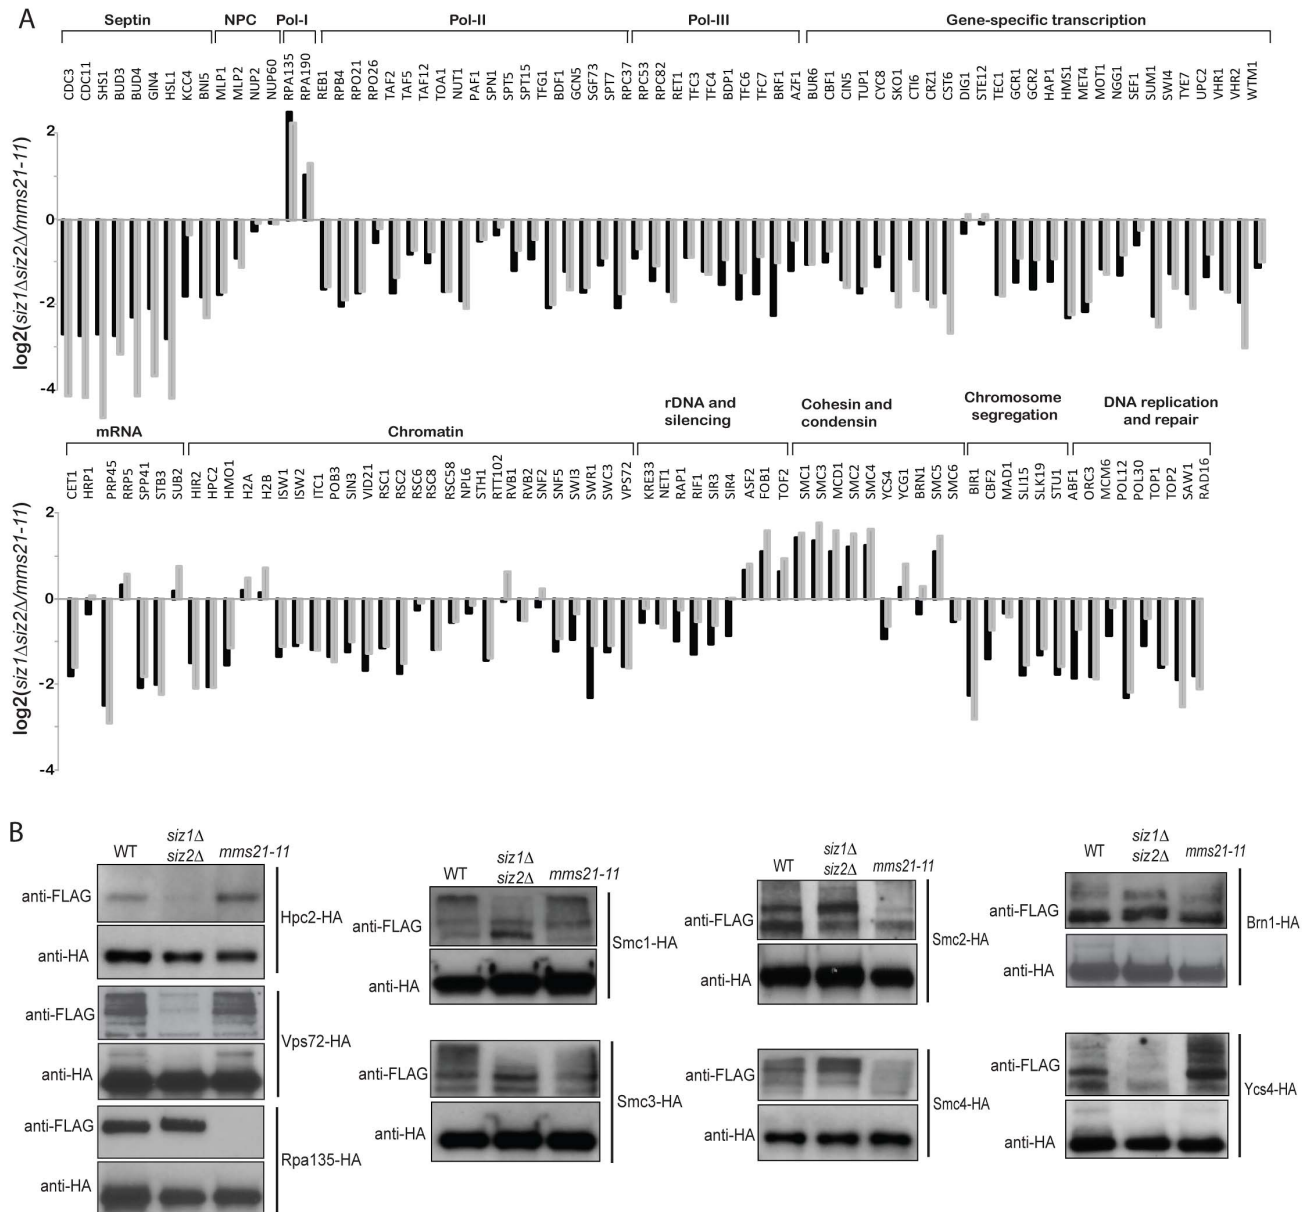 A
Septin NPC Pol-I Pol-II Pol-III Gene-specific transcription
CDC3 CDC11 SHS1 BUD3 BUD4 GIN4 HSL1 KCC4 BNI5 MLP1 MLP2 NUP2 NUP60 RPA135 RPA190 REB1 RPB4 RPO21 RPO26 TAF2 TAF5 TAF12 TOA1 NUT1 PAF1 SPN1 SPT5 SPT15 TFG1 BDF1 GCN5 SGF73 SPT7 RPC37 RPC53 RPC82 RET1 TFC3 TFC4 BDP1 TFC6 TFC7 BRF1 AZF1 BUR6 CBF1 CIN5 TUP1 CYC8 SKO1 CTI6 CRZ1 CST6 DIG1 STE12 TEC1 GCR1 GCR2 HAP1 HMS1 MET4 MOT1 NGG1 SEF1 SUM1 SWI4 TYE7 UPC2 VHR1 VHR2 WTM1
log2(siz1Δsiz2Δ/mms21-11)
2
0
-2
-4
mRNA Chromatin rDNA and silencing Cohesin and condensin Chromosome segregation DNA replication and repair
CET1 HRP1 PRP45 RRP5 SPP41 STB3 SUB2 HIR2 HPC2 HMO1 H2A H2B ISW1 ISW2 ITC1 POB3 SIN3 VID21 RSC1 RSC2 RSC6 RSC8 RSC58 NPL6 STH1 RTT102 RVB1 RVB2 SNF2 SNF5 SWI3 SWR1 SWC3 VPS72 KRE33 NET1 RAP1 RIF1 SIR3 SIR4 ASF2 FOB1 TOF2 SMC1 SMC3 MCD1 SMC2 SMC4 YCS4 YCG1 BRN1 SMC5 SMC6 BIR1 CBF2 MAD1 SLI15 SLK19 STU1 ABF1 ORC3 MCM6 POL12 POL30 TOP1 TOP2 SAW1 RAD16
log2(siz1Δsiz2Δ/mms21-11)
2
0
-2
-4
B
WT siz1Δ siz2Δ mms21-11
anti-FLAG
anti-HA
Hpc2-HA
anti-FLAG
anti-HA
Vps72-HA
anti-FLAG
anti-HA
Rpa135-HA
WT siz1Δ siz2Δ mms21-11
anti-FLAG
anti-HA
Smc1-HA
anti-FLAG
anti-HA
Smc3-HA
WT siz1Δ siz2Δ mms21-11
anti-FLAG
anti-HA
Smc2-HA
anti-FLAG
anti-HA
Smc4-HA
WT siz1Δ siz2Δ mms21-11
anti-FLAG
anti-HA
Brn1-HA
anti-FLAG
anti-HA
Ycs4-HA